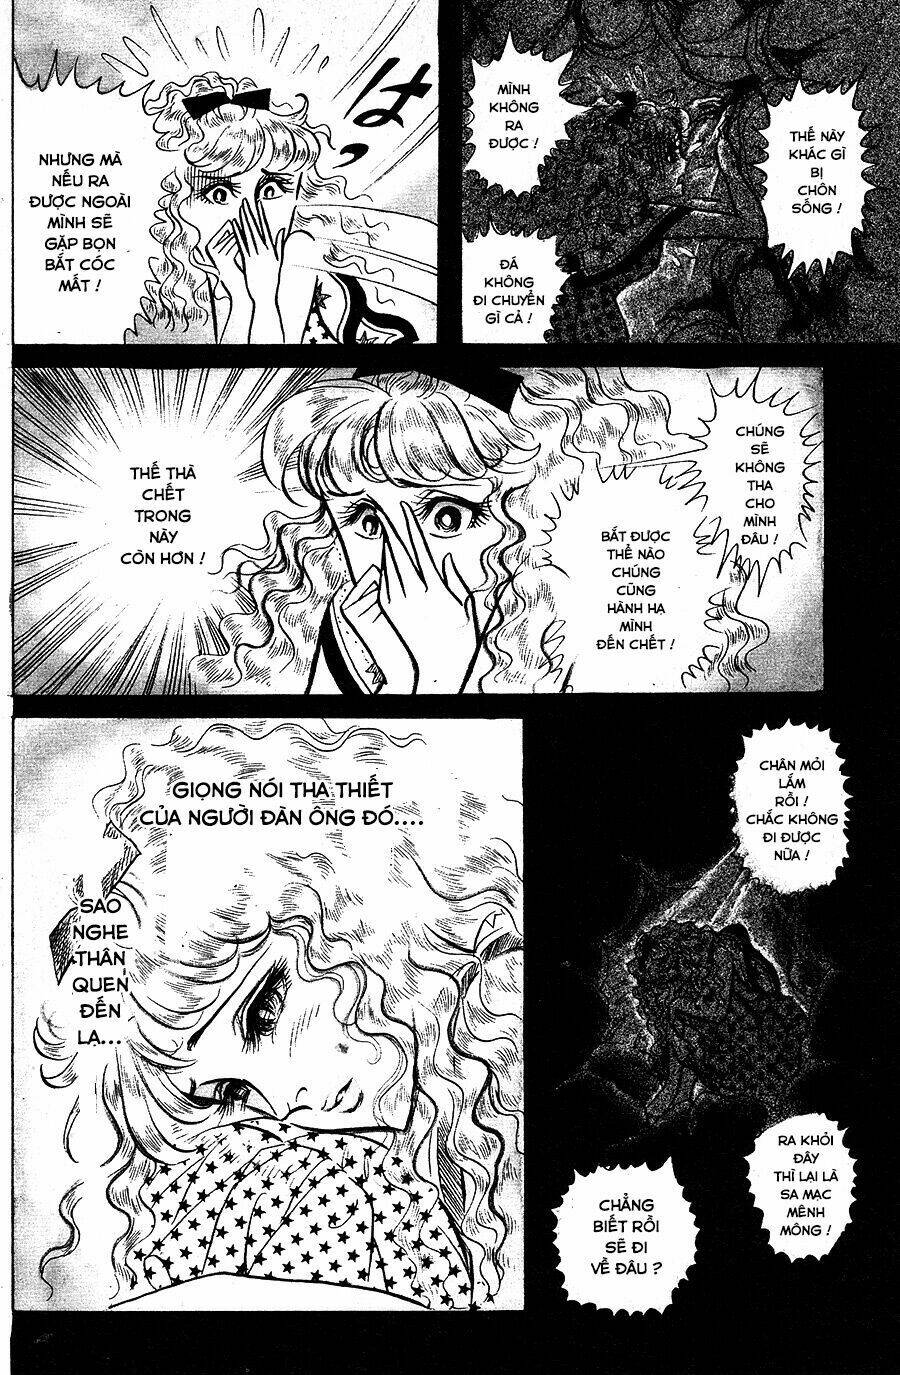 MÌNH
KHÔNG
RA
ĐƯỢC !
THẾ NÀY
KHÁC GÌ
BỊ
CHÔN
SỐNG !
ĐÁ
KHÔNG
DI CHUYỂN
GÌ CẢ !
はっ
NHƯNG MÀ
NẾU RA
ĐƯỢC NGOÀI
MÌNH SẼ
GẶP BỌN
BẮT CÓC
MẤT !
CHÚNG
SẼ
KHÔNG
THA
CHO
MÌNH
ĐÂU !
BẮT ĐƯỢC
THẾ NÀO
CHÚNG
CŨNG
HÀNH HẠ
MÌNH
ĐẾN CHẾT !
THẾ THÀ
CHẾT
TRONG
NÀY
CÒN HƠN !
CHÂN MỎI
LẮM
RỒI !
CHẮC KHÔNG
ĐI ĐƯỢC
NỮA !
RA KHỎI
ĐÂY
THÌ LẠI LÀ
SA MẠC
MÊNH
MÔNG !
CHẲNG
BIẾT RỒI
SẼ ĐI
VỀ ĐÂU ?
GIỌNG NÓI THA THIẾT
CỦA NGƯỜI ĐÀN ÔNG ĐÓ....
SAO
NGHE
THÂN
QUEN
ĐẾN
LẠ...